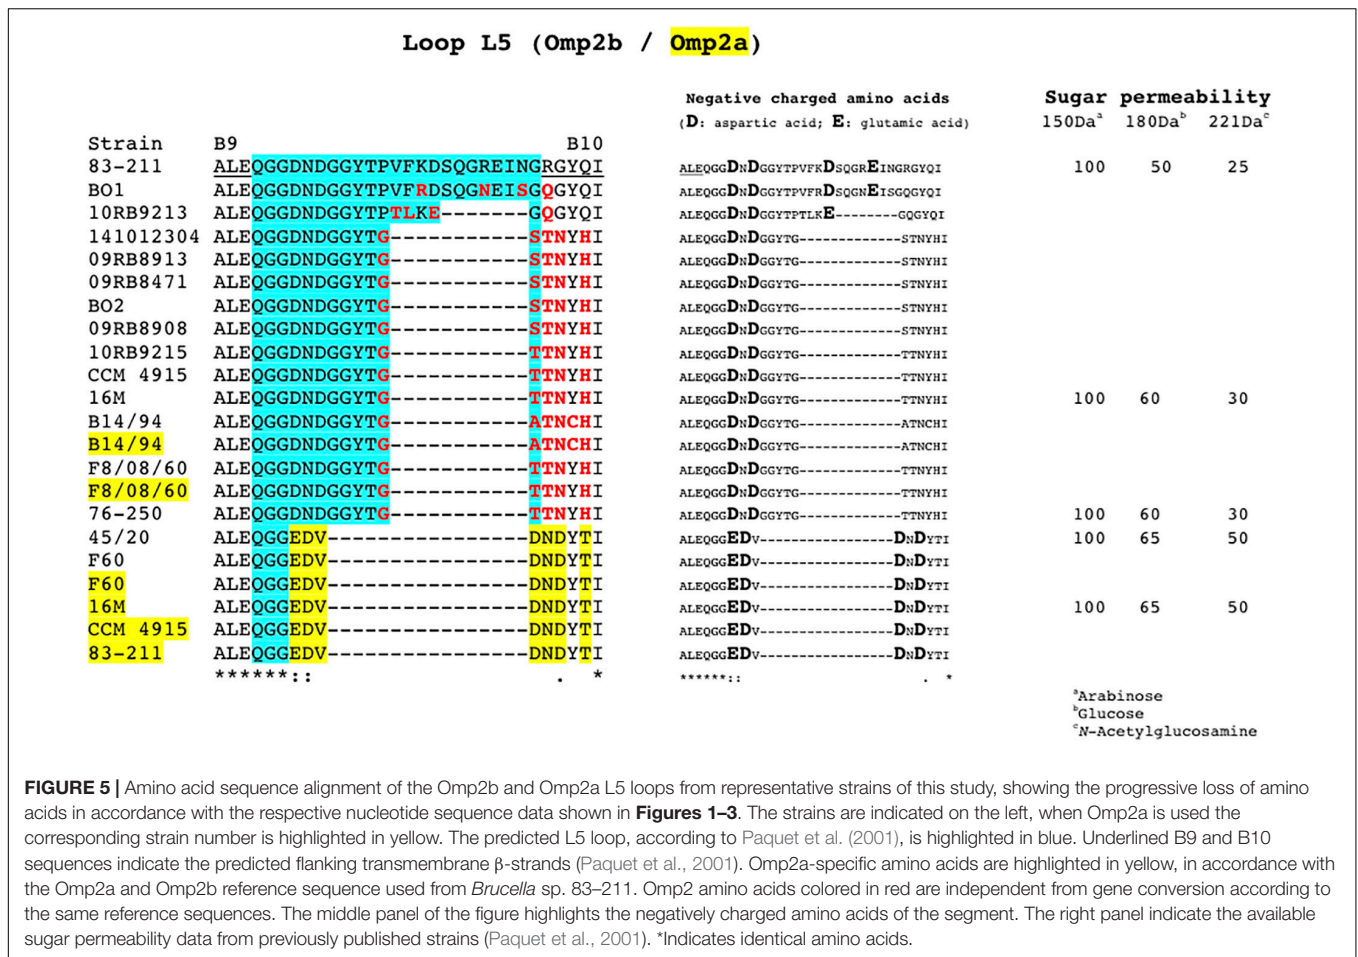 Loop L5 (Omp2b / Omp2a)
Negative charged amino acids
(D: aspartic acid; E: glutamic acid)
Sugar permeability
150Daᵃ 180Daᵇ 221Daᶜ
Strain B9 B10
83-211 ALEQGGDNDGGYTPVFKDSQGREINGRGYQI ALEQGGDNDGGYTPVFKDSQGREINGRGYQI 100 50 25
BO1 ALEQGGDNDGGYTPVFRDSQGNEISGQGYQI ALEQGGDNDGGYTPVFRDSQGNEISGQGYQI
10RB9213 ALEQGGDNDGGYTPTLKE--------GQGYQI ALEQGGDNDGGYTPTLKE--------GQGYQI
141012304 ALEQGGDNDGGYTG------------STNYHI ALEQGGDNDGGYTG-------------STNYHI
09RB8913 ALEQGGDNDGGYTG------------STNYHI ALEQGGDNDGGYTG-------------STNYHI
09RB8471 ALEQGGDNDGGYTG------------STNYHI ALEQGGDNDGGYTG-------------STNYHI
BO2 ALEQGGDNDGGYTG------------STNYHI ALEQGGDNDGGYTG-------------STNYHI
09RB8908 ALEQGGDNDGGYTG------------STNYHI ALEQGGDNDGGYTG-------------STNYHI
10RB9215 ALEQGGDNDGGYTG------------TTNYHI ALEQGGDNDGGYTG-------------TTNYHI
CCM 4915 ALEQGGDNDGGYTG------------TTNYHI ALEQGGDNDGGYTG-------------TTNYHI
16M ALEQGGDNDGGYTG------------TTNYHI ALEQGGDNDGGYTG-------------TTNYHI 100 60 30
B14/94 ALEQGGDNDGGYTG------------ATNCHI ALEQGGDNDGGYTG-------------ATNCHI
B14/94 ALEQGGDNDGGYTG------------ATNCHI ALEQGGDNDGGYTG-------------ATNCHI
F8/08/60 ALEQGGDNDGGYTG------------TTNYHI ALEQGGDNDGGYTG-------------TTNYHI
F8/08/60 ALEQGGDNDGGYTG------------TTNYHI ALEQGGDNDGGYTG-------------TTNYHI
76-250 ALEQGGDNDGGYTG------------TTNYHI ALEQGGDNDGGYTG-------------TTNYHI 100 60 30
45/20 ALEQGGEDV-----------------DNDYTI ALEQGGEDV-----------------DNDYTI 100 65 50
F60 ALEQGGEDV-----------------DNDYTI ALEQGGEDV-----------------DNDYTI
F60 ALEQGGEDV-----------------DNDYTI ALEQGGEDV-----------------DNDYTI
16M ALEQGGEDV-----------------DNDYTI ALEQGGEDV-----------------DNDYTI 100 65 50
CCM 4915 ALEQGGEDV-----------------DNDYTI ALEQGGEDV-----------------DNDYTI
83-211 ALEQGGEDV-----------------DNDYTI ALEQGGEDV-----------------DNDYTI
******:: . * ******:: . *
ᵃArabinose
ᵇGlucose
ᶜN-Acetylglucosamine
FIGURE 5 | Amino acid sequence alignment of the Omp2b and Omp2a L5 loops from representative strains of this study, showing the progressive loss of amino
acids in accordance with the respective nucleotide sequence data shown in Figures 1–3. The strains are indicated on the left, when Omp2a is used the
corresponding strain number is highlighted in yellow. The predicted L5 loop, according to Paquet et al. (2001), is highlighted in blue. Underlined B9 and B10
sequences indicate the predicted flanking transmembrane β-strands (Paquet et al., 2001). Omp2a-specific amino acids are highlighted in yellow, in accordance with
the Omp2a and Omp2b reference sequence used from Brucella sp. 83–211. Omp2 amino acids colored in red are independent from gene conversion according to
the same reference sequences. The middle panel of the figure highlights the negatively charged amino acids of the segment. The right panel indicate the available
sugar permeability data from previously published strains (Paquet et al., 2001). *Indicates identical amino acids.